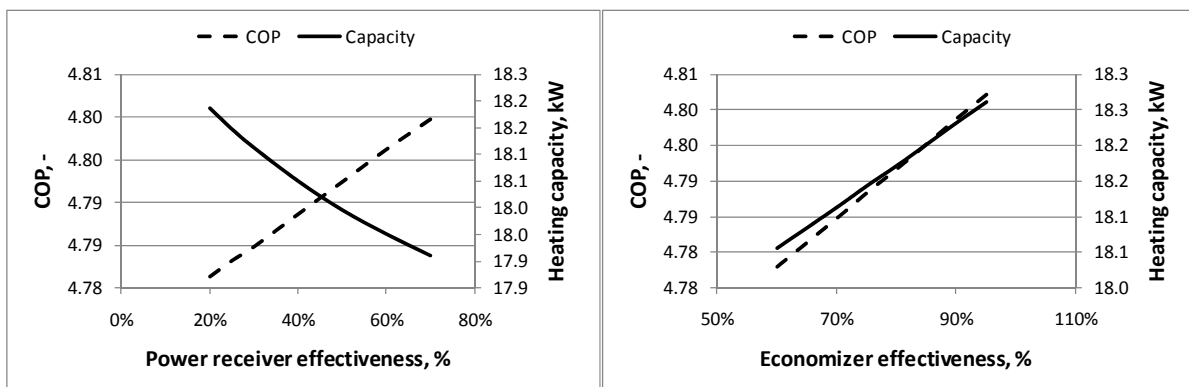 COP Capacity
4.81
4.80
4.80
4.79
4.79
4.78
COP, -
18.3
18.2
18.2
18.1
18.1
18.0
18.0
17.9
17.9
Heating capacity, kW
0% 20% 40% 60% 80%
Power receiver effectiveness, %
COP Capacity
4.81
4.80
4.80
4.79
4.79
4.78
4.78
COP, -
18.3
18.3
18.2
18.2
18.1
18.1
18.0
Heating capacity, kW
50% 70% 90% 110%
Economizer effectiveness, %